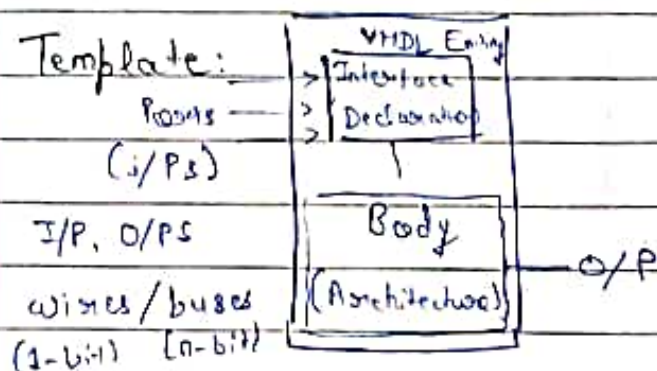 Template:
VHDL Entity
Interface
Ports
Declaration
(i/Ps)
I/P, O/PS
Body
O/P
wires/buses
(Architecture)
(1-bit) (n-bit)